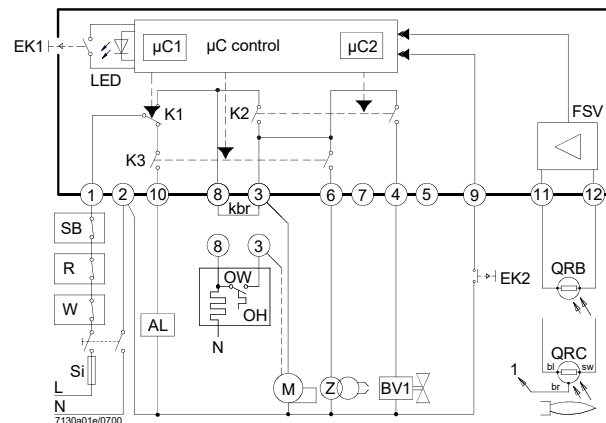 EK1
LED
µC1
µC control
µC2
K1
K2
FSV
K3
1
2
10
8
3
6
7
4
5
9
11
12
kbr
SB
R
W
Si
L
N
8
3
OW
OH
N
AL
M
Z
BV1
EK2
QRB
QRC
bl
sw
br
1
7130a01e/0700